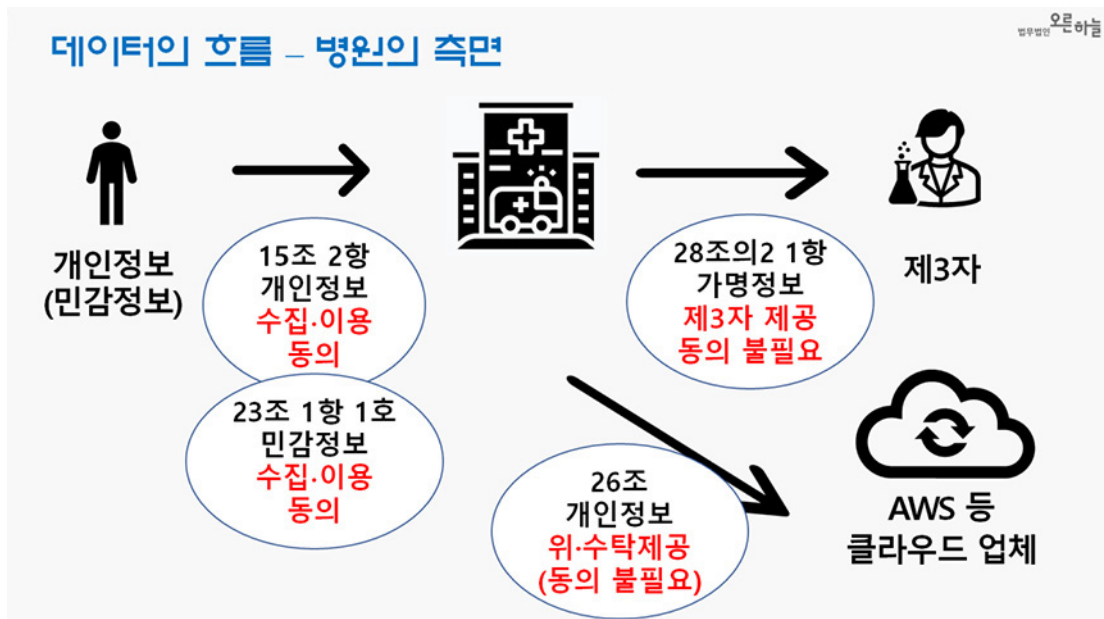 데이터의 흐름 – 병원의 측면
법무법인 오른하늘
개인정보
(민감정보)
15조 2항
개인정보
수집·이용
동의
23조 1항 1호
민감정보
수집·이용
동의
28조의2 1항
가명정보
제3자 제공
동의 불필요
제3자
26조
개인정보
위·수탁제공
(동의 불필요)
AWS 등
클라우드 업체